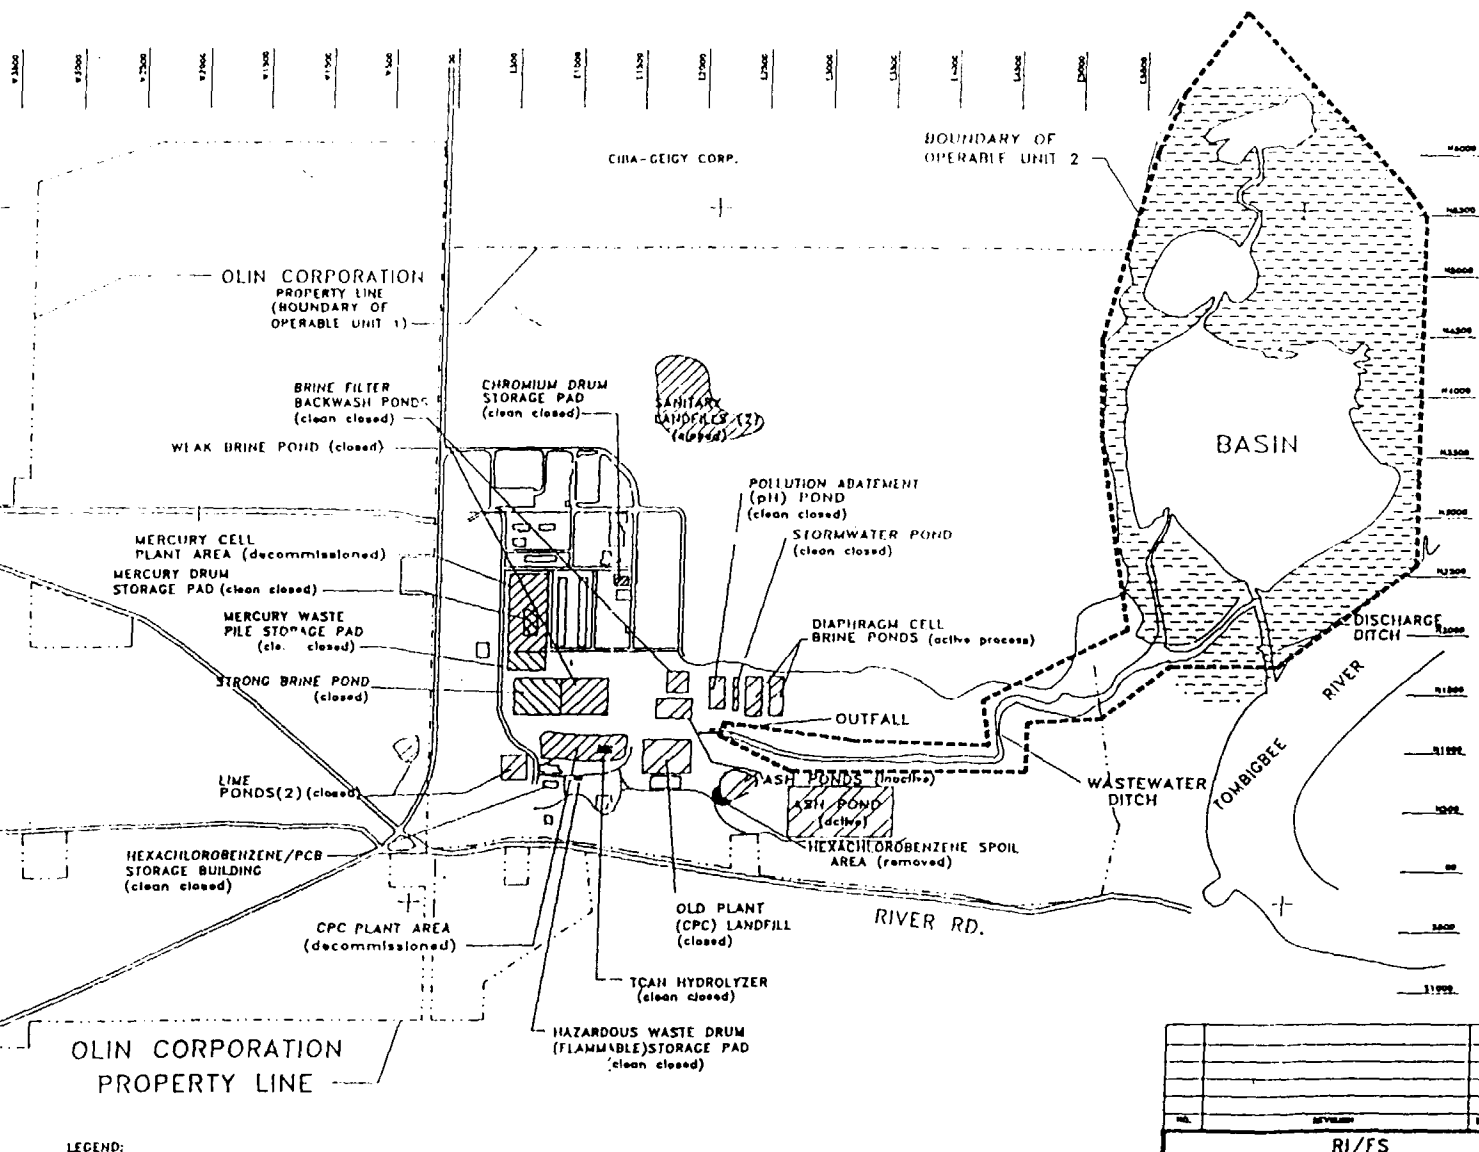 CIBA-GEIGY CORP.
BOUNDARY OF
OPERABLE UNIT 2
OLIN CORPORATION
PROPERTY LINE
(BOUNDARY OF
OPERABLE UNIT 1)
BRINE FILTER
BACKWASH PONDS
(clean closed)
CHROMIUM DRUM
STORAGE PAD
(clean closed)
SANITARY
LANDFILLS (2)
(closed)
WEAK BRINE POND (closed)
BASIN
POLLUTION ABATEMENT
(pH) POND
(clean closed)
STORMWATER POND
(clean closed)
MERCURY CELL
PLANT AREA (decommissioned)
MERCURY DRUM
STORAGE PAD (clean closed)
MERCURY WASTE
PILE STORAGE PAD
closed)
DIAPHRAGM CELL
BRINE PONDS (active process)
DISCHARGE
DITCH
STRONG BRINE POND
(closed)
OUTFALL
TOMBIGBEE RIVER
LIME
PONDS(2) (closed)
ASH PONDS (inactive)
ASH POND
(active)
WASTEWATER
DITCH
HEXACHLOROBENZENE SPOIL
AREA (removed)
HEXACHLOROBENZENE/PCB
STORAGE BUILDING
(clean closed)
CPC PLANT AREA
(decommissioned)
OLD PLANT
(CPC) LANDFILL
(closed)
RIVER RD.
TCAN HYDROLYZER
(clean closed)
HAZARDOUS WASTE DRUM
(FLAMMABLE)STORAGE PAD
(clean closed)
OLIN CORPORATION
PROPERTY LINE
LEGEND:
NO.
REVISION
RI/FS